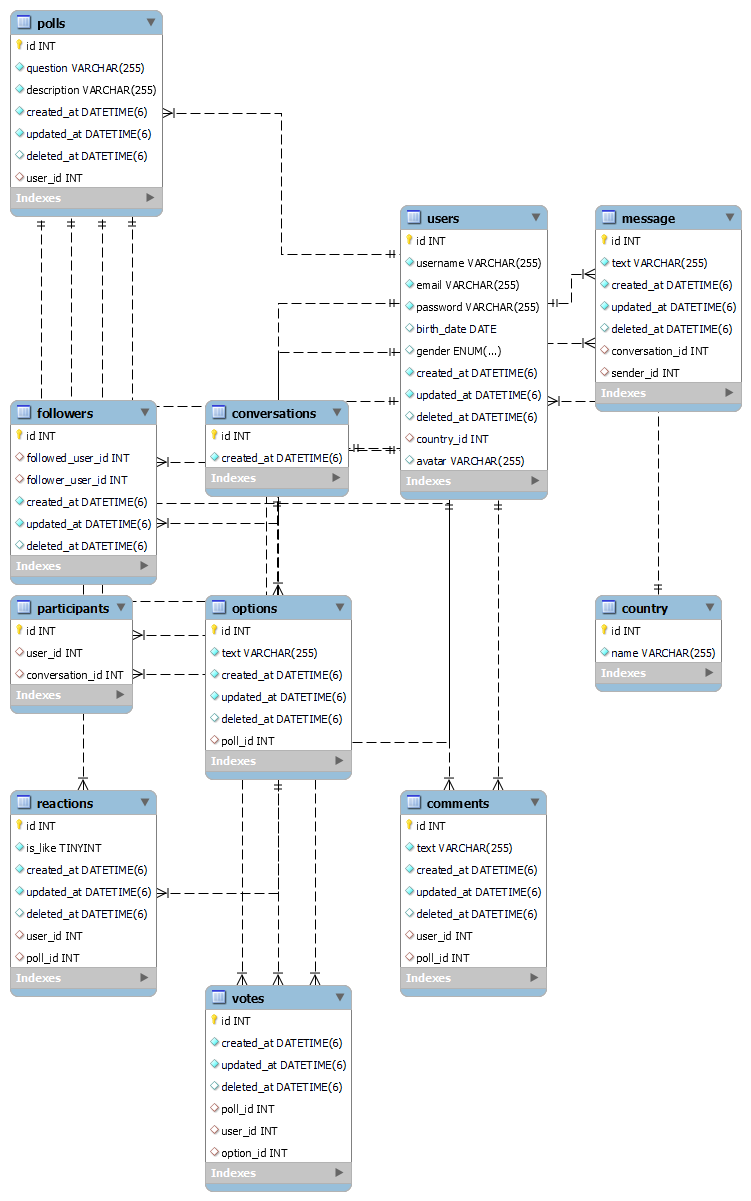 polls
id INT
question VARCHAR(255)
description VARCHAR(255)
created_at DATETIME(6)
updated_at DATETIME(6)
deleted_at DATETIME(6)
user_id INT
Indexes
users
id INT
username VARCHAR(255)
email VARCHAR(255)
password VARCHAR(255)
birth_date DATE
gender ENUM(...)
created_at DATETIME(6)
updated_at DATETIME(6)
deleted_at DATETIME(6)
country_id INT
avatar VARCHAR(255)
Indexes
message
id INT
text VARCHAR(255)
created_at DATETIME(6)
updated_at DATETIME(6)
deleted_at DATETIME(6)
conversation_id INT
sender_id INT
Indexes
followers
id INT
followed_user_id INT
follower_user_id INT
created_at DATETIME(6)
updated_at DATETIME(6)
deleted_at DATETIME(6)
Indexes
conversations
id INT
created_at DATETIME(6)
Indexes
participants
id INT
user_id INT
conversation_id INT
Indexes
options
id INT
text VARCHAR(255)
created_at DATETIME(6)
updated_at DATETIME(6)
deleted_at DATETIME(6)
poll_id INT
Indexes
country
id INT
name VARCHAR(255)
Indexes
reactions
id INT
is_like TINYINT
created_at DATETIME(6)
updated_at DATETIME(6)
deleted_at DATETIME(6)
user_id INT
poll_id INT
Indexes
comments
id INT
text VARCHAR(255)
created_at DATETIME(6)
updated_at DATETIME(6)
deleted_at DATETIME(6)
user_id INT
poll_id INT
Indexes
votes
id INT
created_at DATETIME(6)
updated_at DATETIME(6)
deleted_at DATETIME(6)
poll_id INT
user_id INT
option_id INT
Indexes